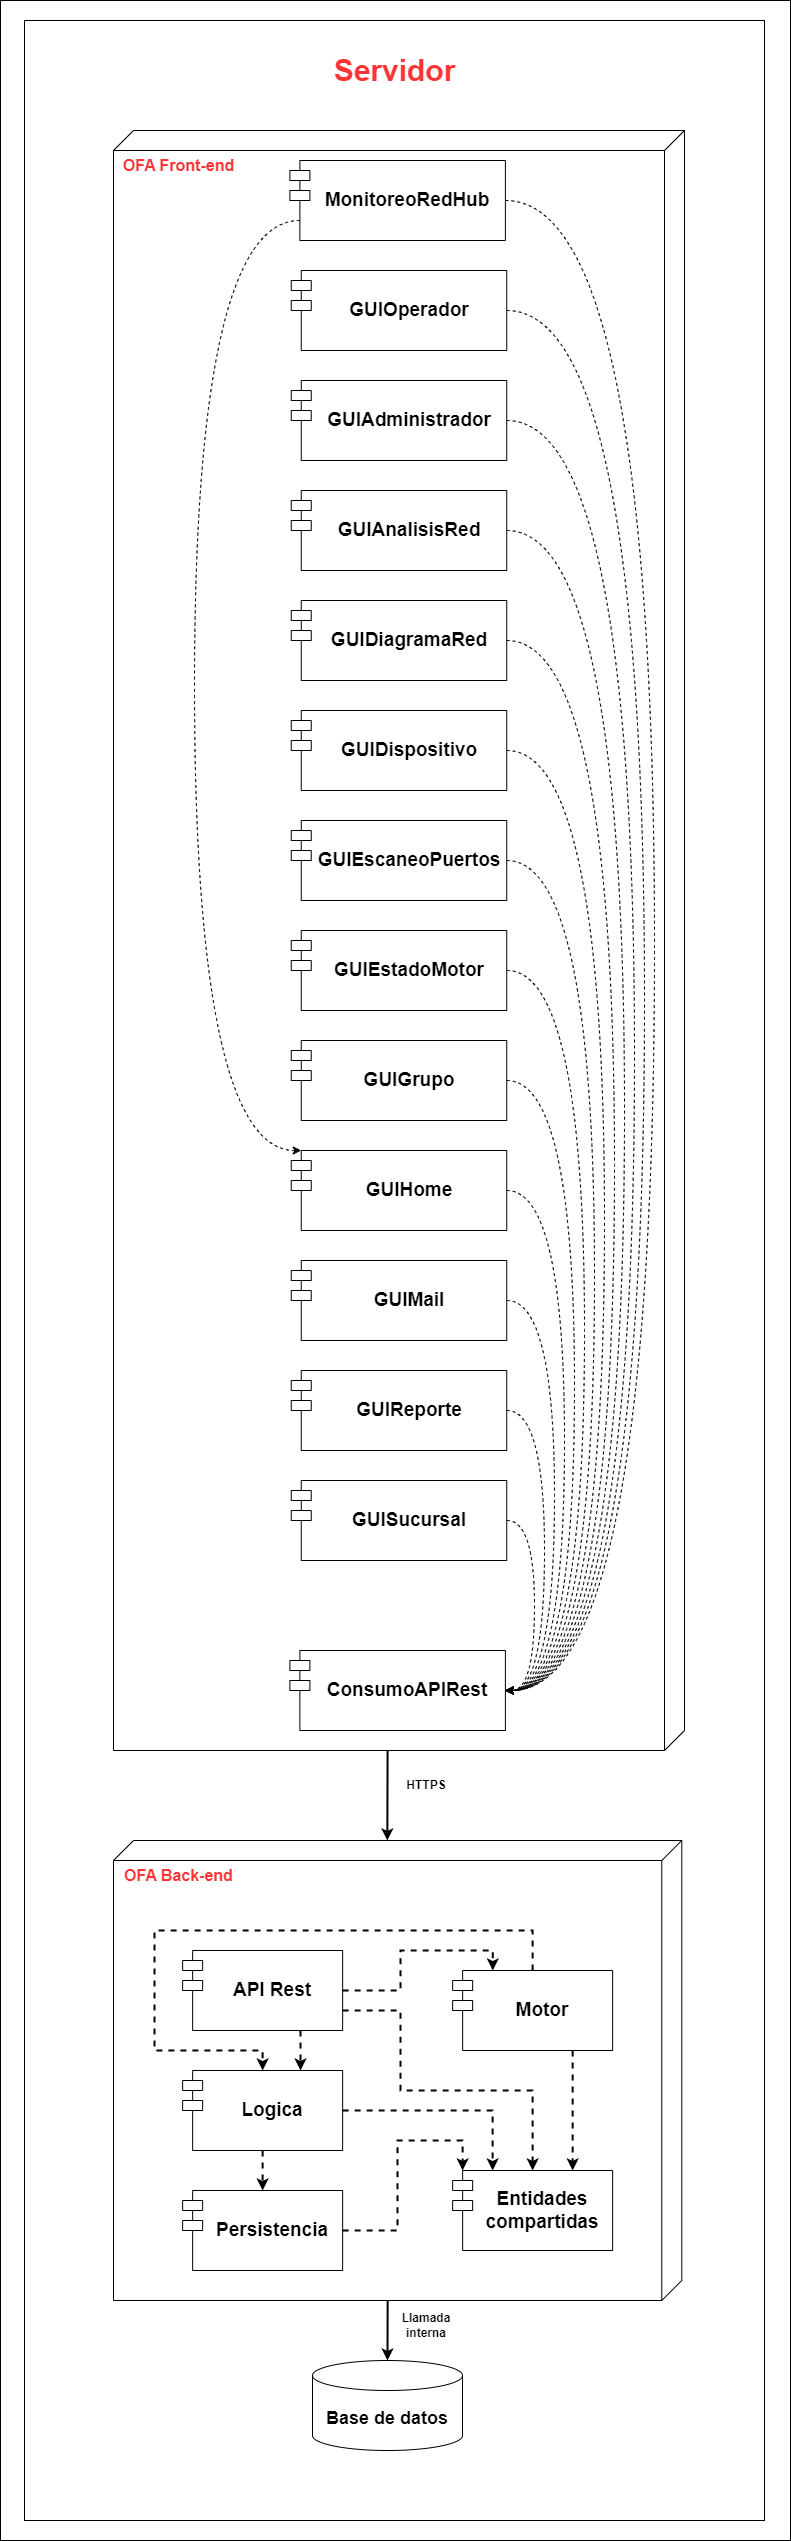 Servidor
OFA Front-end
MonitoreoRedHub
GUIOperador
GUIAdministrador
GUIAnalisisRed
GUIDiagramaRed
GUIDispositivo
GUIEscaneoPuertos
GUIEstadoMotor
GUIGrupo
GUIHome
GUIMail
GUIReporte
GUISucursal
ConsumoAPIRest
HTTPS
OFA Back-end
API Rest
Motor
Logica
Entidades
compartidas
Persistencia
Llamada
interna
Base de datos